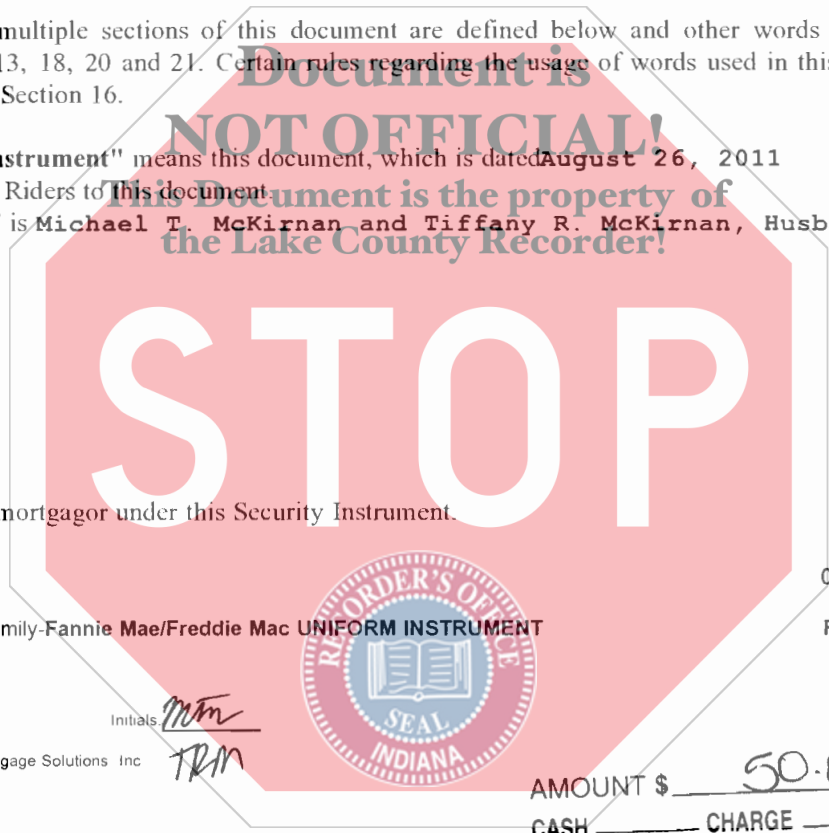 multiple sections of this document are defined below and other words
13, 18, 20 and 21. Certain rules regarding the usage of words used in this
Section 16.
Document is
NOT OFFICIAL!
This Document is the property of
the Lake County Recorder!
nstrument" means this document, which is dated August 26, 2011
Riders to this document.
is Michael T. McKirnan and Tiffany R. McKirnan, Husb
STOP
mortgagor under this Security Instrument.
mily-Fannie Mae/Freddie Mac UNIFORM INSTRUMENT
RECORDER'S OFFICE
SEAL
INDIANA
Initials: MTM
gage Solutions Inc TRM
AMOUNT $ 50.
CASH CHARGE